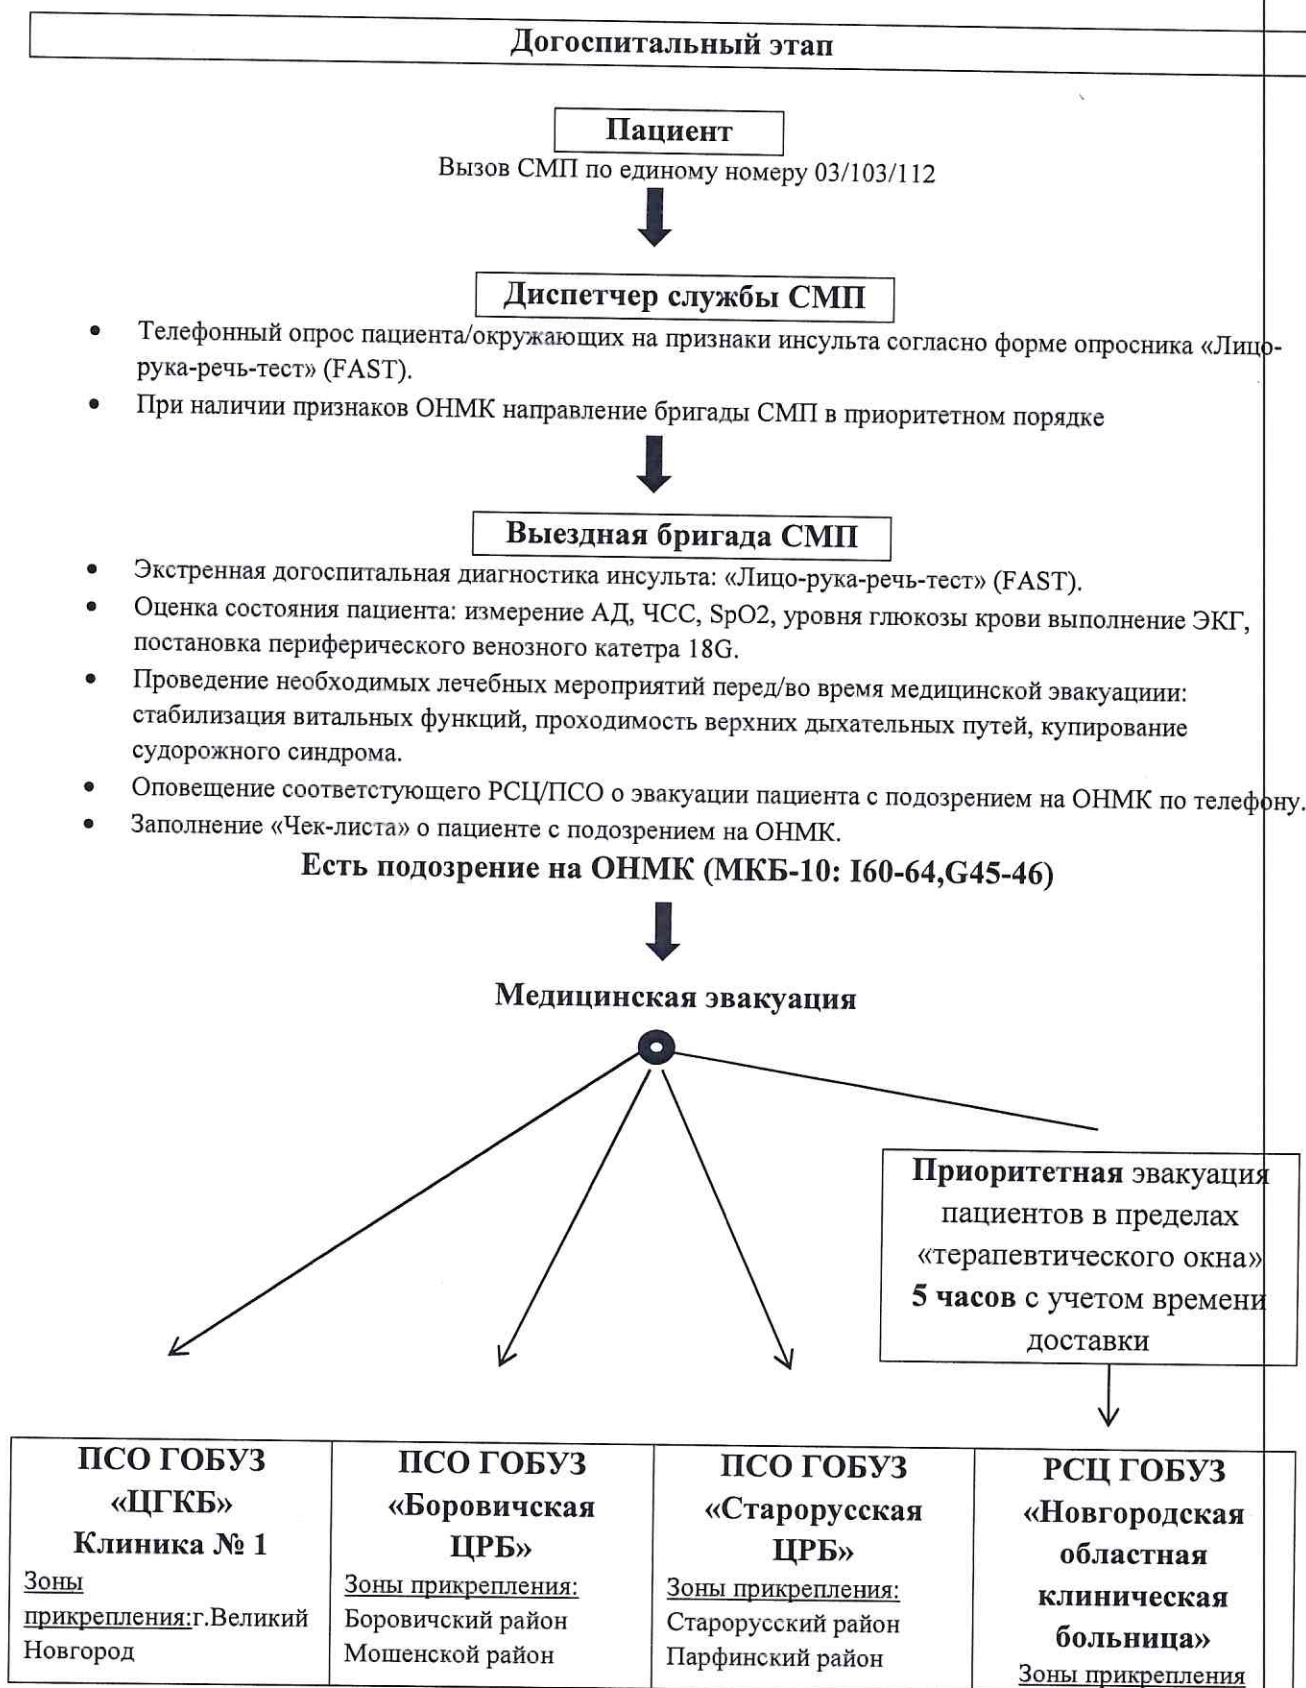 Догоспитальный этап
Пациент
Вызов СМП по единому номеру 03/103/112
Диспетчер службы СМП
• Телефонный опрос пациента/окружающих на признаки инсульта согласно форме опросника «Лицо-
рука-речь-тест» (FAST).
• При наличии признаков ОНМК направление бригады СМП в приоритетном порядке
Выездная бригада СМП
• Экстренная догоспитальная диагностика инсульта: «Лицо-рука-речь-тест» (FAST).
• Оценка состояния пациента: измерение АД, ЧСС, SpO2, уровня глюкозы крови выполнение ЭКГ,
постановка периферического венозного катетра 18G.
• Проведение необходимых лечебных мероприятий перед/во время медицинской эвакуациии:
стабилизация витальных функций, проходимость верхних дыхательных путей, купирование
судорожного синдрома.
• Оповещение соответстующего РСЦ/ПСО о эвакуации пациента с подозрением на ОНМК по телефону.
• Заполнение «Чек-листа» о пациенте с подозрением на ОНМК.
Есть подозрение на ОНМК (МКБ-10: I60-64,G45-46)
Медицинская эвакуация
Приоритетная эвакуация
пациентов в пределах
«терапевтического окна»
5 часов с учетом времени
доставки
ПСО ГОБУЗ
«ЦГКБ»
Клиника № 1
Зоны
прикрепления:г.Великий
Новгород
ПСО ГОБУЗ
«Боровичская
ЦРБ»
Зоны прикрепления:
Боровичский район
Мошенской район
ПСО ГОБУЗ
«Старорусская
ЦРБ»
Зоны прикрепления:
Старорусский район
Парфинский район
РСЦ ГОБУЗ
«Новгородская
областная
клиническая
больница»
Зоны прикрепления